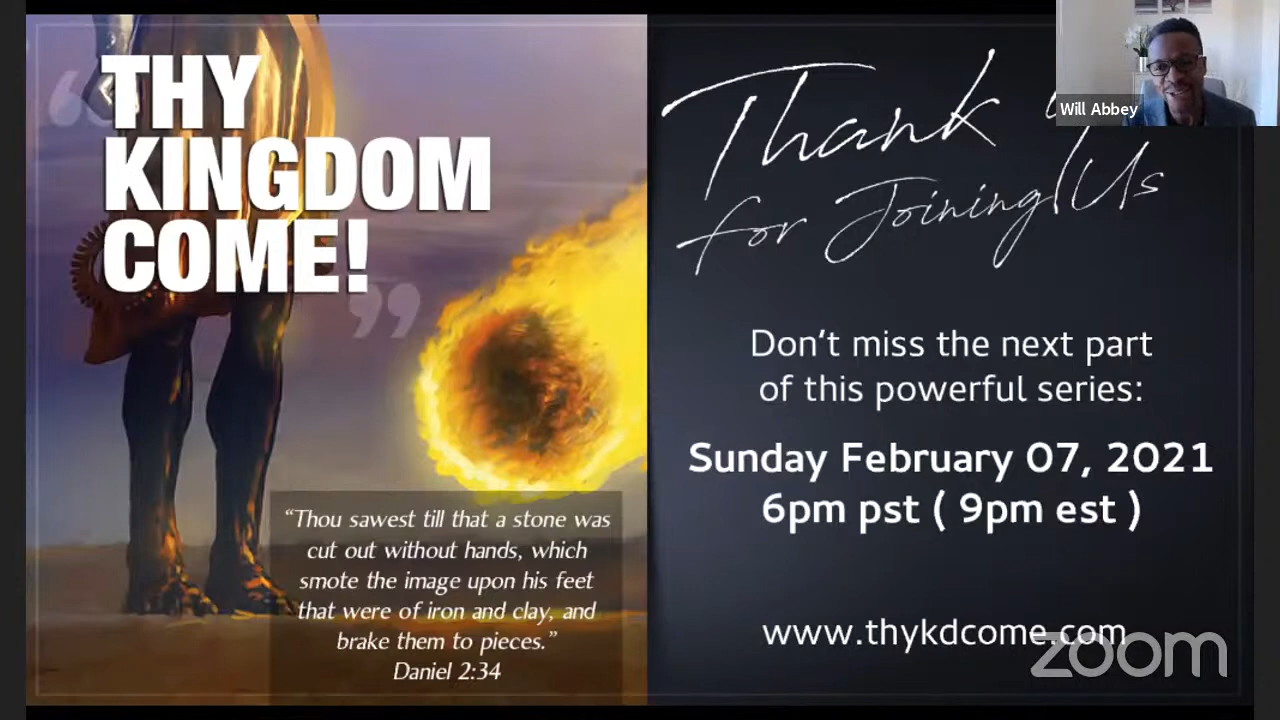 THY
KINGDOM
COME!
“Thou sawest till that a stone was
cut out without hands, which
smote the image upon his feet
that were of iron and clay, and
brake them to pieces.”
Daniel 2:34
Thank
for Joining Us
Don’t miss the next part
of this powerful series:
Sunday February 07, 2021
6pm pst ( 9pm est )
www.thykdcome.com
Will Abbey
zoom